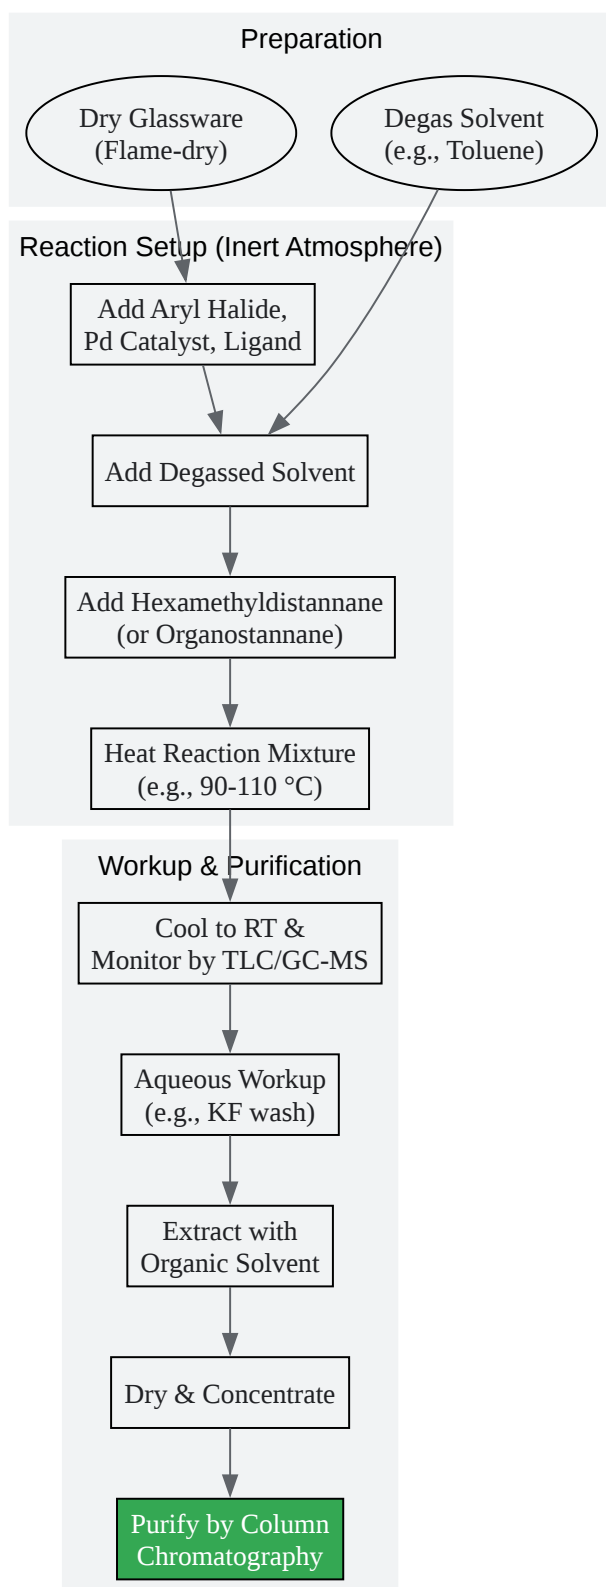 Preparation
Dry Glassware
(Flame-dry)
Degas Solvent
(e.g., Toluene)
Reaction Setup (Inert Atmosphere)
Add Aryl Halide,
Pd Catalyst, Ligand
Add Degassed Solvent
Add Hexamethyldistannane
(or Organostannane)
Heat Reaction Mixture
(e.g., 90-110 °C)
Workup & Purification
Cool to RT &
Monitor by TLC/GC-MS
Aqueous Workup
(e.g., KF wash)
Extract with
Organic Solvent
Dry & Concentrate
Purify by Column
Chromatography